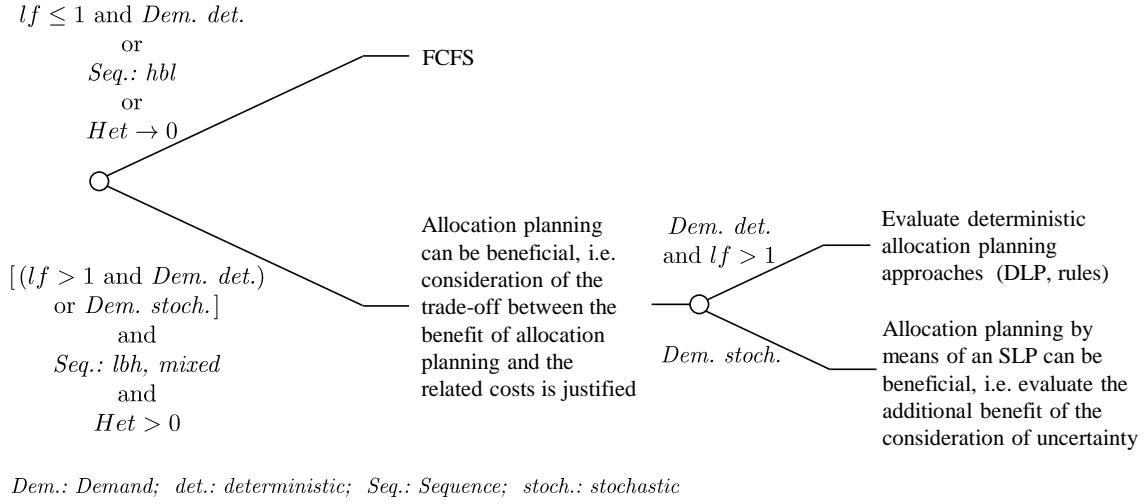 lf ≤ 1 and Dem. det.
or
Seq.: hbl
or
Het → 0
FCFS
[(lf > 1 and Dem. det.)
or Dem. stoch.]
and
Seq.: lbh, mixed
and
Het > 0
Allocation planning
can be beneficial, i.e.
consideration of the
trade-off between the
benefit of allocation
planning and the
related costs is justified
Dem. det.
and lf > 1
Dem. stoch.
Evaluate deterministic
allocation planning
approaches (DLP, rules)
Allocation planning by
means of an SLP can be
beneficial, i.e. evaluate the
additional benefit of the
consideration of uncertainty
Dem.: Demand; det.: deterministic; Seq.: Sequence; stoch.: stochastic